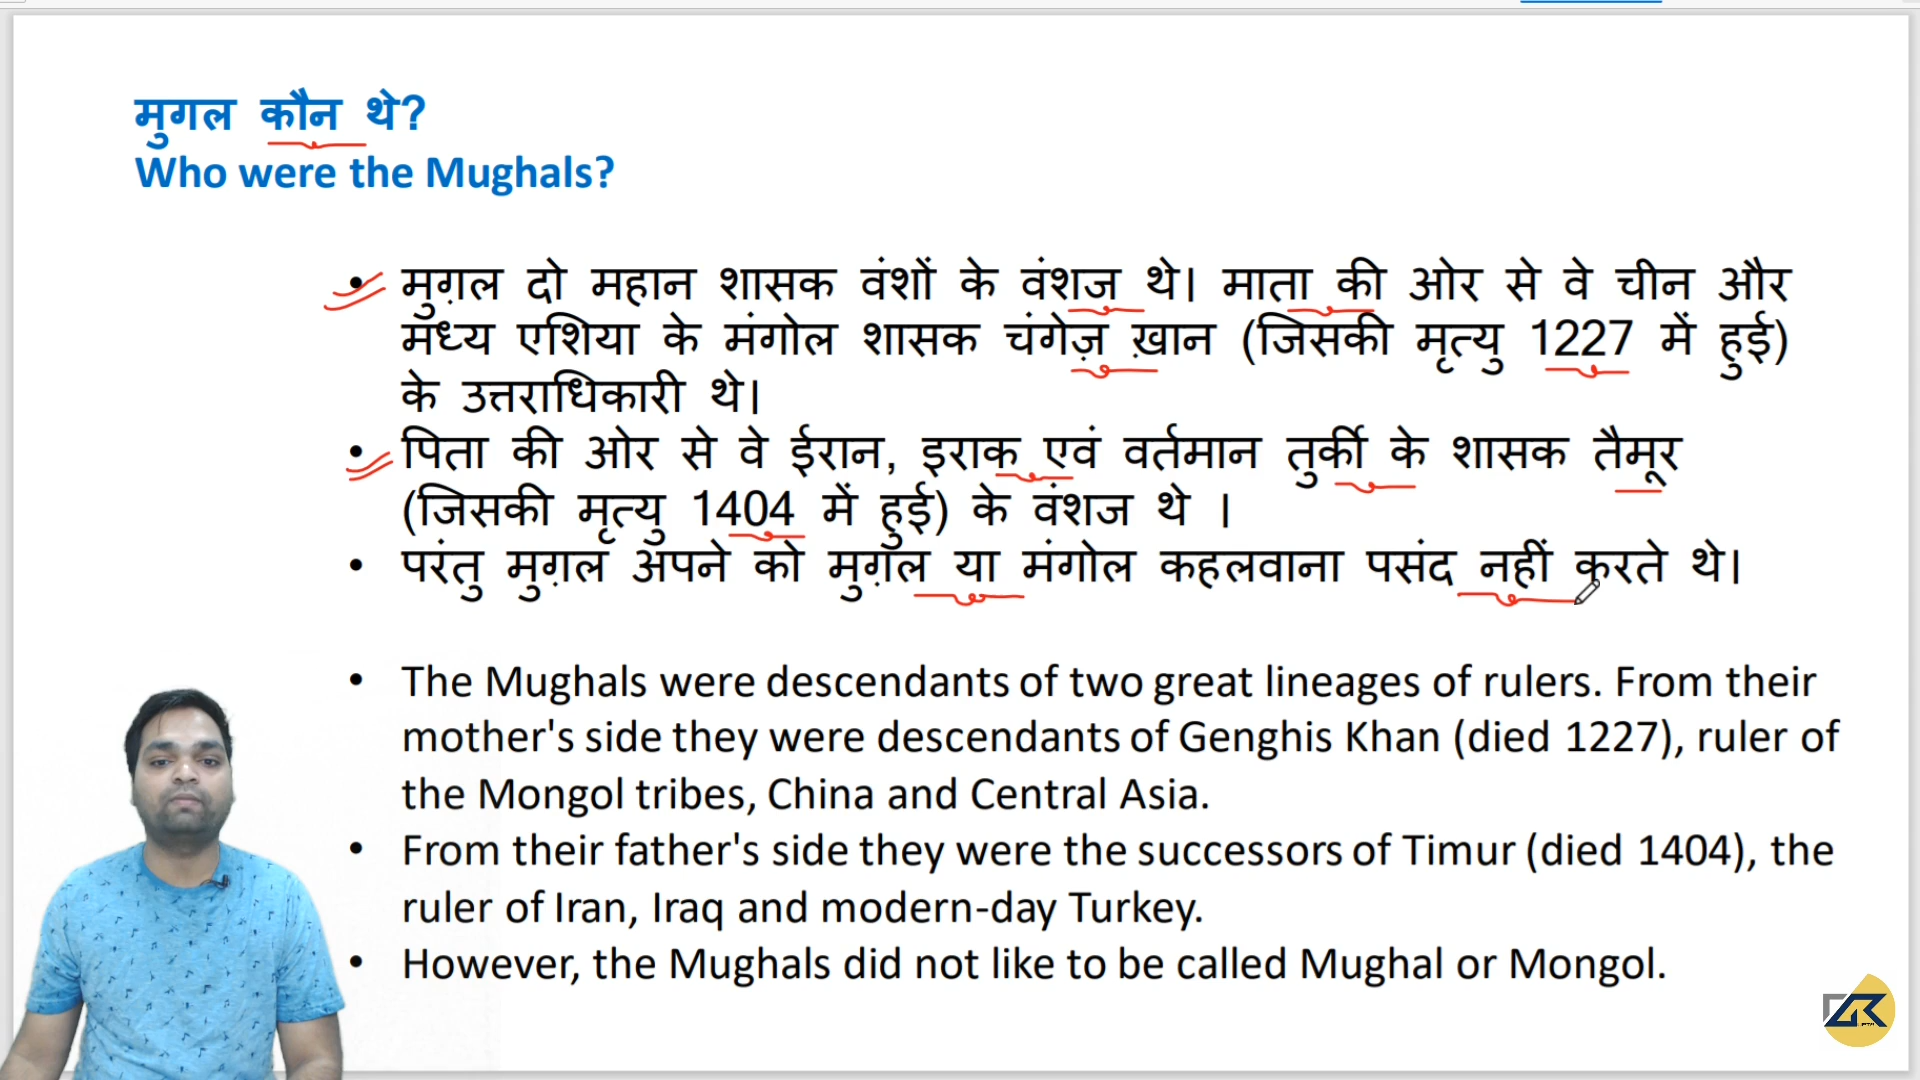 मुगल कौन थे?
Who were the Mughals?
• मुग़ल दो महान शासक वंशों के वंशज थे। माता की ओर से वे चीन और
मध्य एशिया के मंगोल शासक चंगेज़ ख़ान (जिसकी मृत्यु 1227 में हुई)
के उत्तराधिकारी थे।
• पिता की ओर से वे ईरान, इराक एवं वर्तमान तुर्की के शासक तैमूर
(जिसकी मृत्यु 1404 में हुई) के वंशज थे ।
• परंतु मुग़ल अपने को मुग़ल या मंगोल कहलवाना पसंद नहीं करते थे।
• The Mughals were descendants of two great lineages of rulers. From their
mother's side they were descendants of Genghis Khan (died 1227), ruler of
the Mongol tribes, China and Central Asia.
• From their father's side they were the successors of Timur (died 1404), the
ruler of Iran, Iraq and modern-day Turkey.
• However, the Mughals did not like to be called Mughal or Mongol.